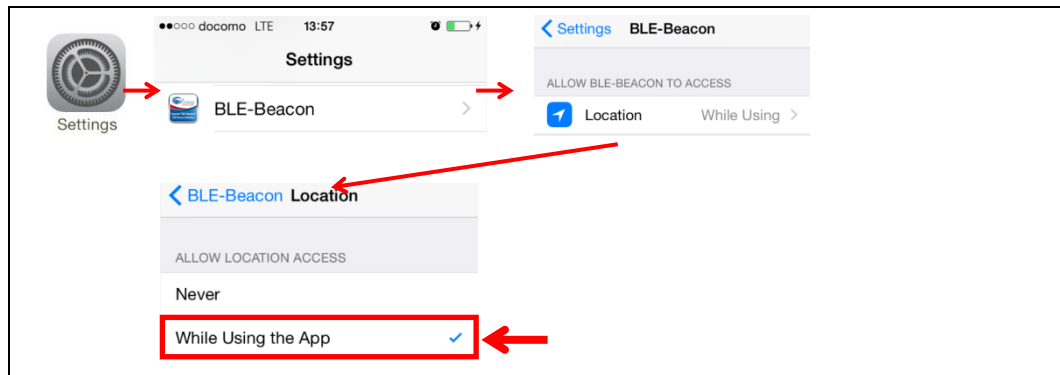 docomo LTE 13:57
Settings
Settings
BLE-Beacon
Settings BLE-Beacon
ALLOW BLE-BEACON TO ACCESS
Location While Using
BLE-Beacon Location
ALLOW LOCATION ACCESS
Never
While Using the App